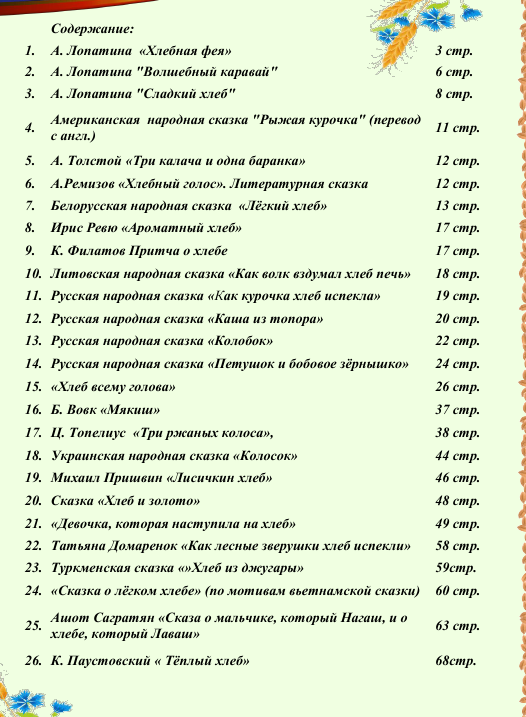 Содержание:
1. А. Лопатина «Хлебная фея» 3 стр.
2. А. Лопатина "Волшебный каравай" 6 стр.
3. А. Лопатина "Сладкий хлеб" 8 стр.
4. Американская народная сказка "Рыжая курочка" (перевод
с англ.) 11 стр.
5. А. Толстой «Три калача и одна баранка» 12 стр.
6. А.Ремизов «Хлебный голос». Литературная сказка 12 стр.
7. Белорусская народная сказка «Лёгкий хлеб» 13 стр.
8. Ирис Ревю «Ароматный хлеб» 17 стр.
9. К. Филатов Притча о хлебе 17 стр.
10. Литовская народная сказка «Как волк вздумал хлеб печь» 18 стр.
11. Русская народная сказка «Как курочка хлеб испекла» 19 стр.
12. Русская народная сказка «Каша из топора» 20 стр.
13. Русская народная сказка «Колобок» 22 стр.
14. Русская народная сказка «Петушок и бобовое зёрнышко» 24 стр.
15. «Хлеб всему голова» 26 стр.
16. Б. Вовк «Мякиш» 37 стр.
17. Ц. Топелиус «Три ржаных колоса», 38 стр.
18. Украинская народная сказка «Колосок» 44 стр.
19. Михаил Пришвин «Лисичкин хлеб» 46 стр.
20. Сказка «Хлеб и золото» 48 стр.
21. «Девочка, которая наступила на хлеб» 49 стр.
22. Татьяна Домаренок «Как лесные зверушки хлеб испекли» 58 стр.
23. Туркменская сказка «»Хлеб из джугары» 59стр.
24. «Сказка о лёгком хлебе» (по мотивам вьетнамской сказки) 60 стр.
25. Ашот Сагратян «Сказа о мальчике, который Нагаш, и о
хлебе, который Лаваш» 63 стр.
26. К. Паустовский « Тёплый хлеб» 68стр.